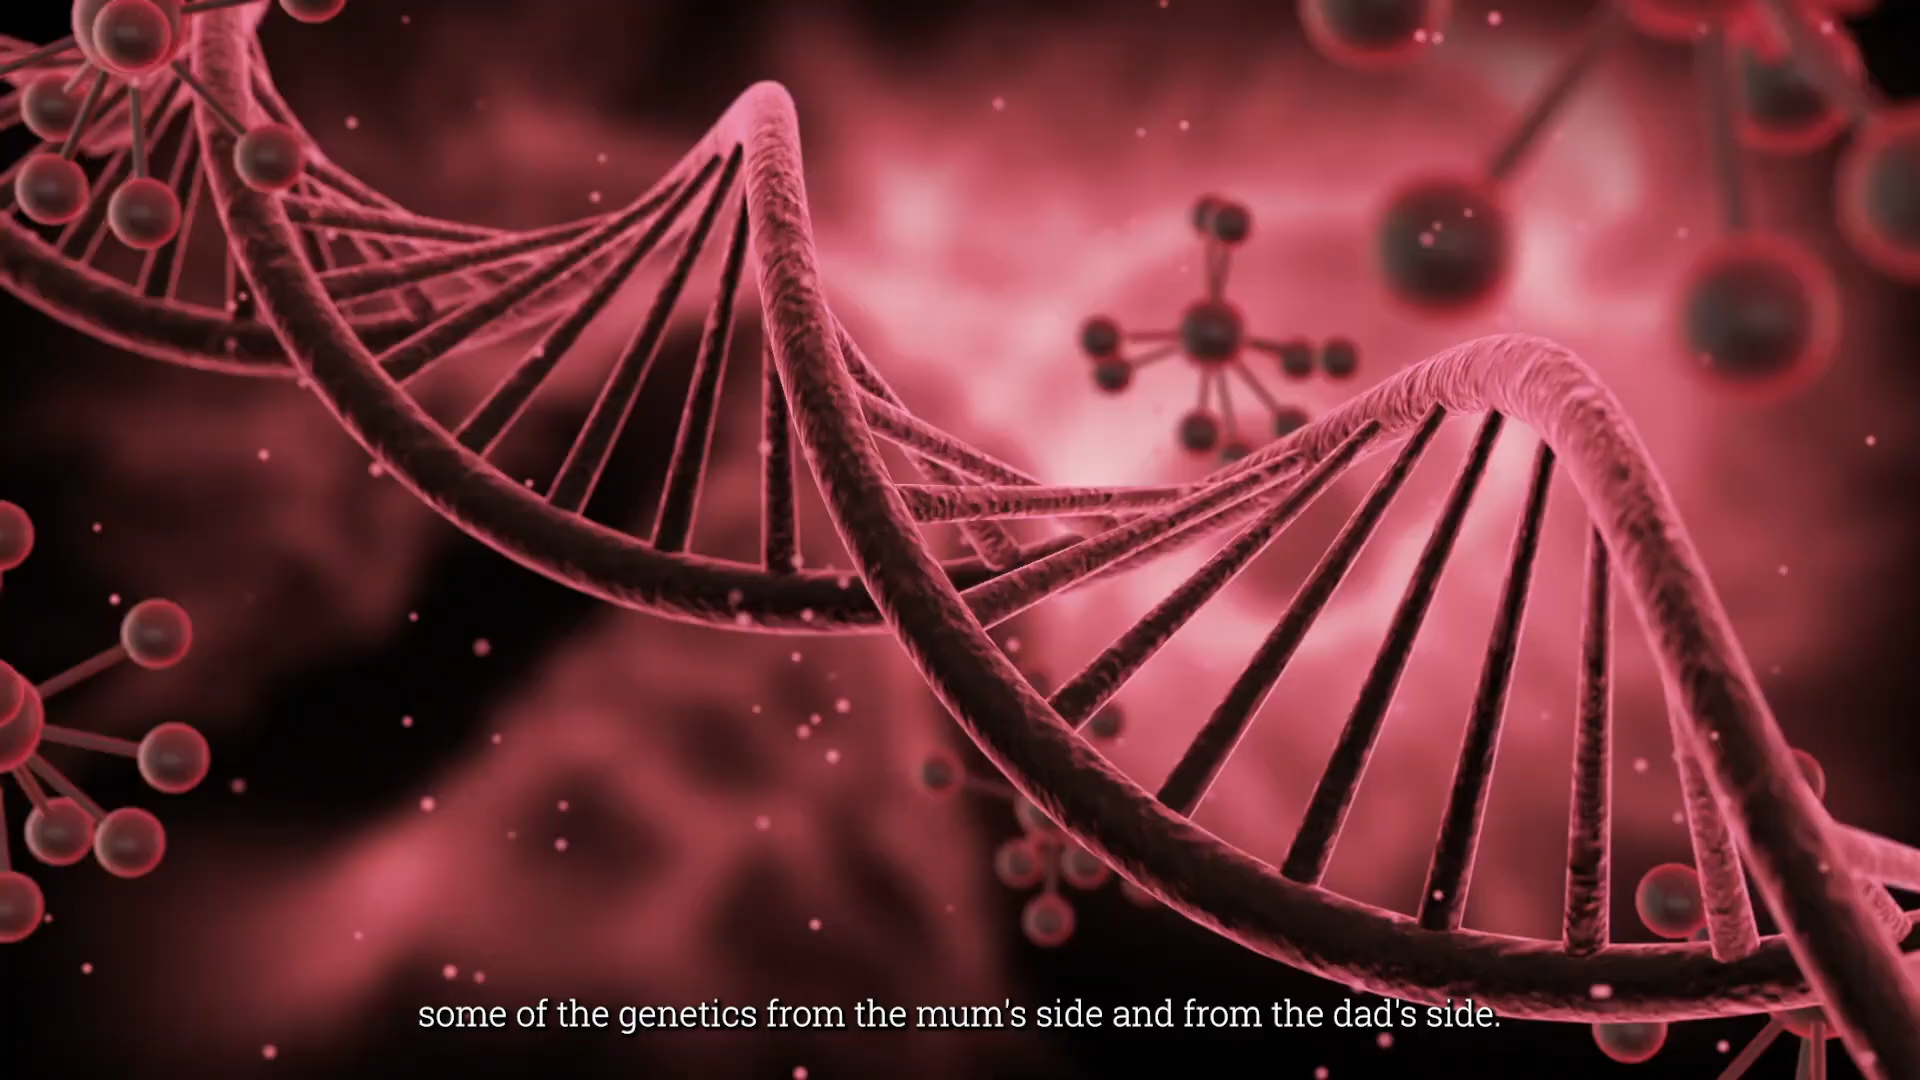 some of the genetics from the mum's side and from the dad's side.